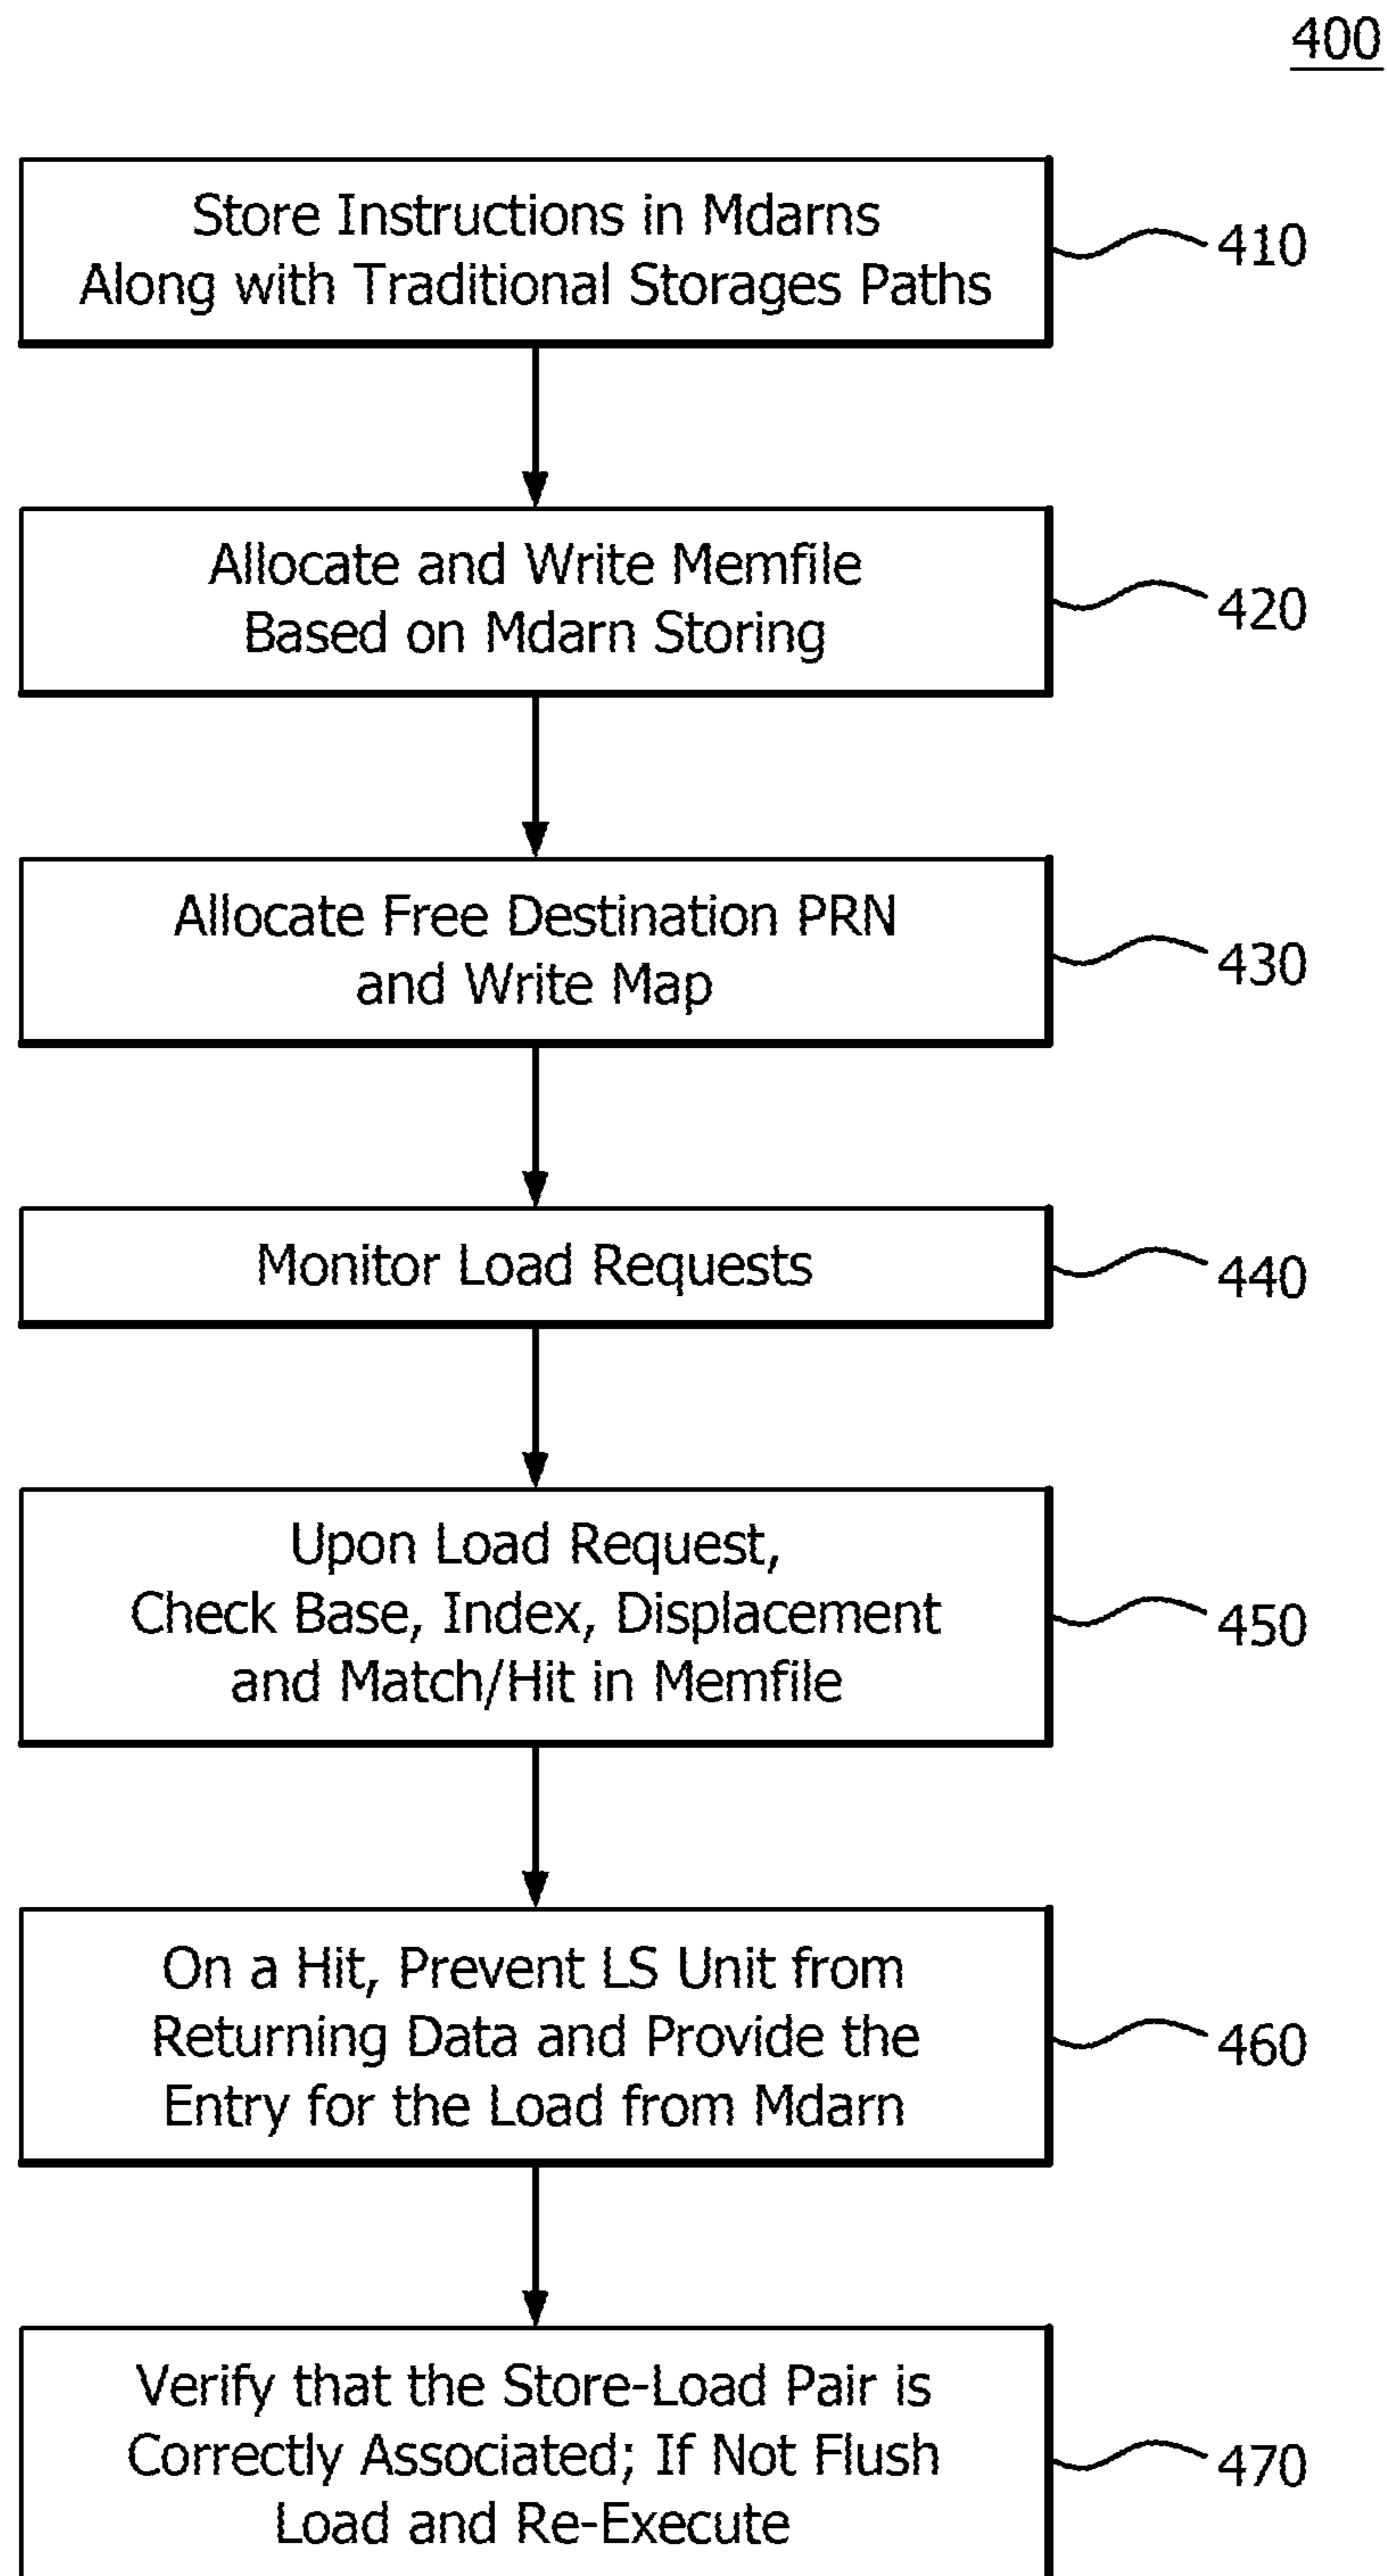 400
Store Instructions in Mdarns
Along with Traditional Storages Paths
410
Allocate and Write Memfile
Based on Mdarn Storing
420
Allocate Free Destination PRN
and Write Map
430
Monitor Load Requests
440
Upon Load Request,
Check Base, Index, Displacement
and Match/Hit in Memfile
450
On a Hit, Prevent LS Unit from
Returning Data and Provide the
Entry for the Load from Mdarn
460
Verify that the Store-Load Pair is
Correctly Associated; If Not Flush
Load and Re-Execute
470